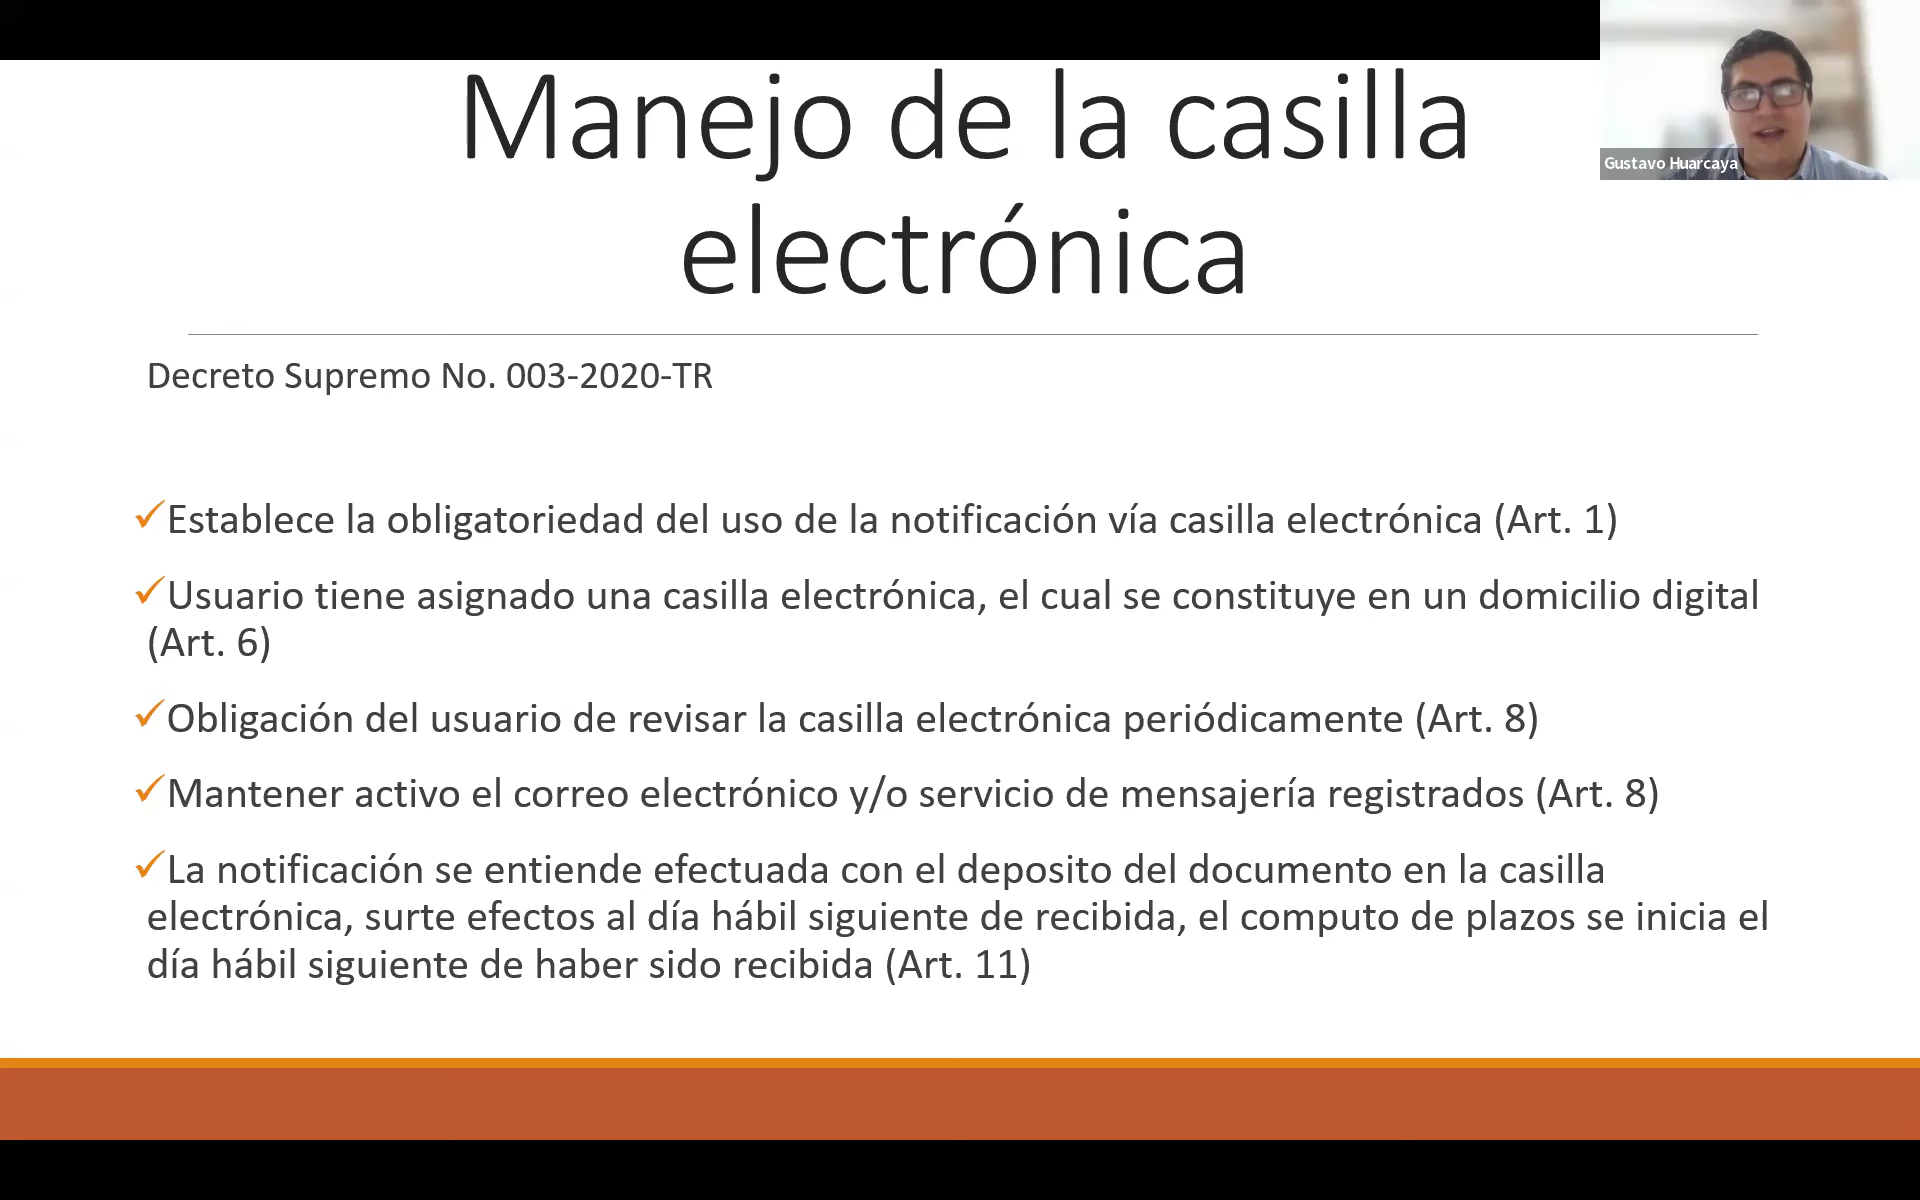 Manejo de la casilla
electrónica
Gustavo Huarcaya
Decreto Supremo No. 003-2020-TR
✓Establece la obligatoriedad del uso de la notificación vía casilla electrónica (Art. 1)
✓Usuario tiene asignado una casilla electrónica, el cual se constituye en un domicilio digital
(Art. 6)
✓Obligación del usuario de revisar la casilla electrónica periódicamente (Art. 8)
✓Mantener activo el correo electrónico y/o servicio de mensajería registrados (Art. 8)
✓La notificación se entiende efectuada con el deposito del documento en la casilla
electrónica, surte efectos al día hábil siguiente de recibida, el computo de plazos se inicia el
día hábil siguiente de haber sido recibida (Art. 11)